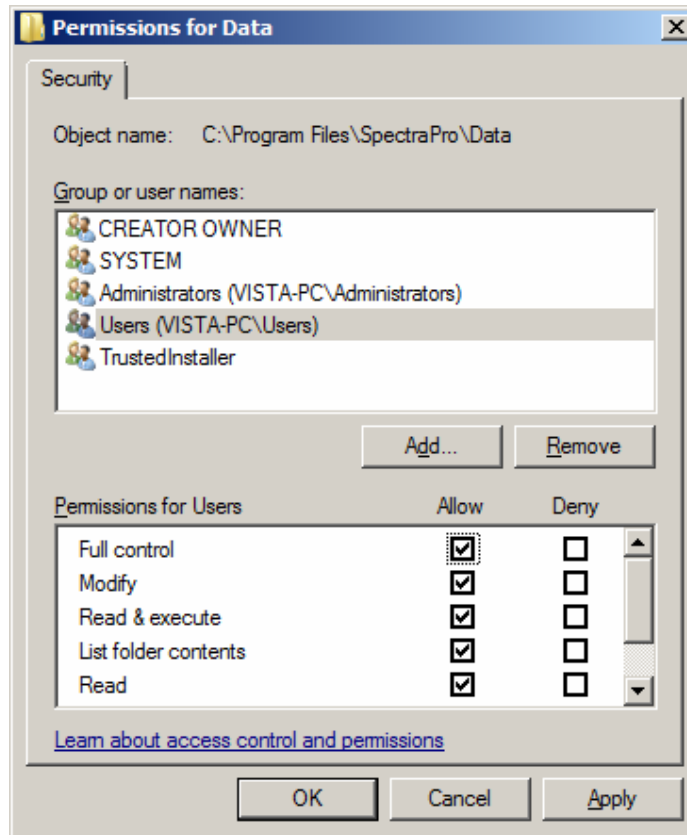 Permissions for Data
Security
Object name: C:\Program Files\SpectraPro\Data
Group or user names:
CREATOR OWNER
SYSTEM
Administrators (VISTA-PC\Administrators)
Users (VISTA-PC\Users)
TrustedInstaller
Add... Remove
Permissions for Users Allow Deny
Full control
Modify
Read & execute
List folder contents
Read
Learn about access control and permissions
OK Cancel Apply